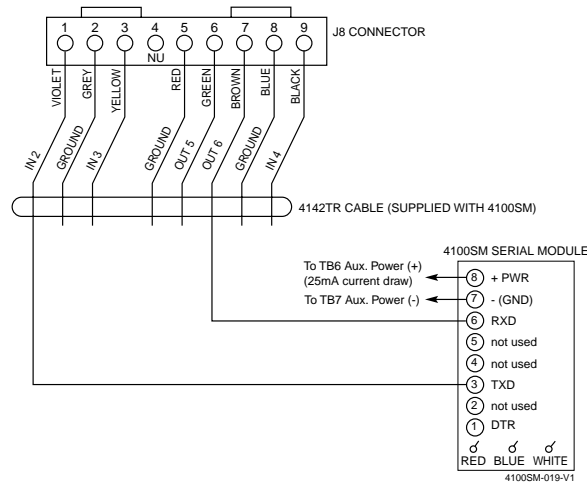 1 2 3 4 5 6 7 8 9
J8 CONNECTOR
NU
VIOLET
GREY
YELLOW
RED
GREEN
BROWN
BLUE
BLACK
IN 2
GROUND
IN 3
GROUND
OUT 5
OUT 6
GROUND
IN 4
4142TR CABLE (SUPPLIED WITH 4100SM)
4100SM SERIAL MODULE
To TB6 Aux. Power (+)
(25mA current draw)
To TB7 Aux. Power (-)
8 + PWR
7 - (GND)
6 RXD
5 not used
4 not used
3 TXD
2 not used
1 DTR
RED BLUE WHITE
4100SM-019-V1